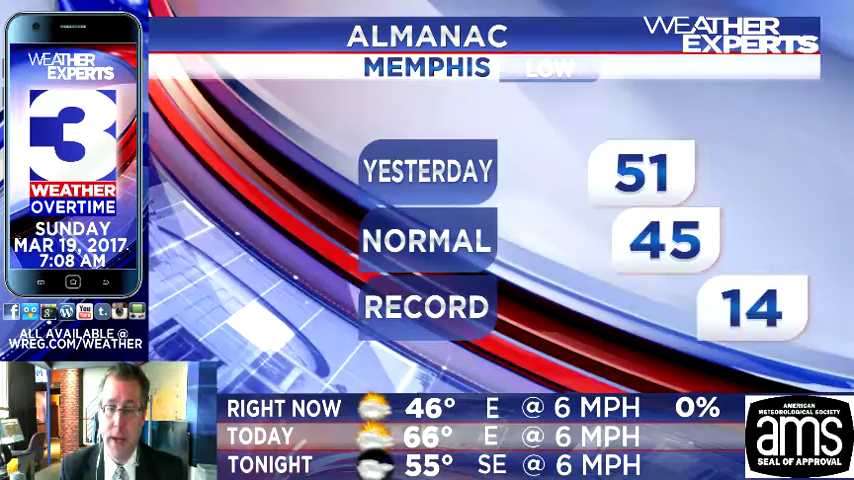 WEATHER
EXPERTS
3
WEATHER
OVERTIME
SUNDAY
MAR 19, 2017
7:08 AM
ALL AVAILABLE @
WREG.COM/WEATHER
ALMANAC
WEATHER
EXPERTS
MEMPHIS LOW
YESTERDAY 51
NORMAL 45
RECORD 14
RIGHT NOW 46° E @ 6 MPH 0%
TODAY 66° E @ 6 MPH
TONIGHT 55° SE @ 6 MPH
AMERICAN
METEOROLOGICAL SOCIETY
ams
SEAL OF APPROVAL